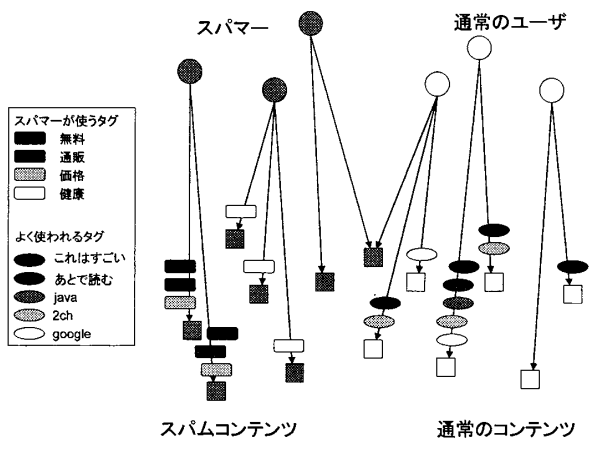 スパマー
通常のユーザ
スパマーが使うタグ
無料
通販
価格
健康
よく使われるタグ
これはすごい
あとで読む
java
2ch
google
スパムコンテンツ
通常のコンテンツ